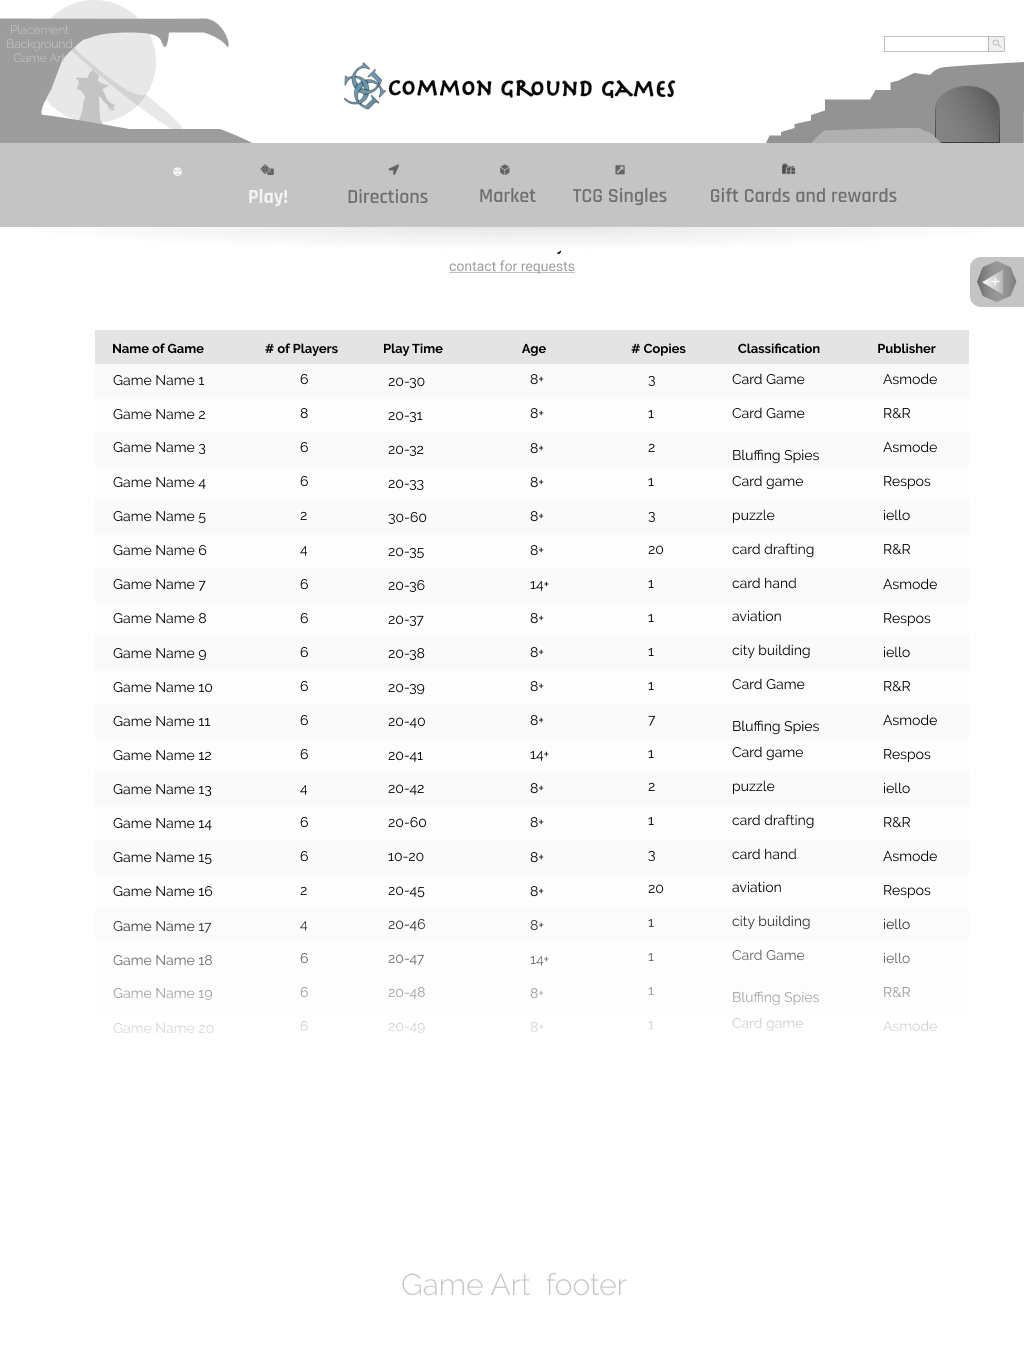 Placement
Background
Game Art
COMMON GROUND GAMES
Play! Directions Market TCG Singles Gift Cards and rewards
contact for requests
Name of Game # of Players Play Time Age # Copies Classification Publisher
Game Name 1 6 20-30 8+ 3 Card Game Asmode
Game Name 2 8 20-31 8+ 1 Card Game R&R
Game Name 3 6 20-32 8+ 2 Bluffing Spies Asmode
Game Name 4 6 20-33 8+ 1 Card game Respos
Game Name 5 2 30-60 8+ 3 puzzle iello
Game Name 6 4 20-35 8+ 20 card drafting R&R
Game Name 7 6 20-36 14+ 1 card hand Asmode
Game Name 8 6 20-37 8+ 1 aviation Respos
Game Name 9 6 20-38 8+ 1 city building iello
Game Name 10 6 20-39 8+ 1 Card Game R&R
Game Name 11 6 20-40 8+ 7 Bluffing Spies Asmode
Game Name 12 6 20-41 14+ 1 Card game Respos
Game Name 13 4 20-42 8+ 2 puzzle iello
Game Name 14 6 20-60 8+ 1 card drafting R&R
Game Name 15 6 10-20 8+ 3 card hand Asmode
Game Name 16 2 20-45 8+ 20 aviation Respos
Game Name 17 4 20-46 8+ 1 city building iello
Game Name 18 6 20-47 14+ 1 Card Game iello
Game Name 19 6 20-48 8+ 1 Bluffing Spies R&R
Game Name 20 6 20-49 8+ 1 Card game Asmode
Game Art footer